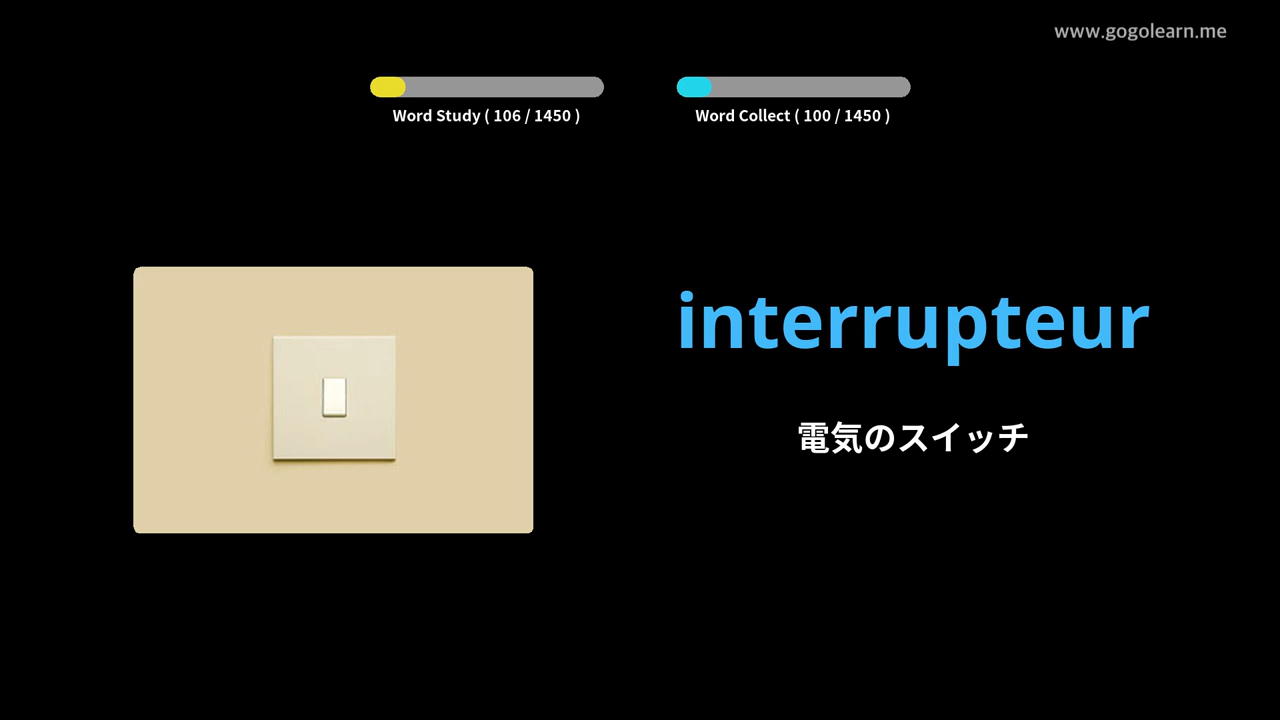 www.gogolearn.me
Word Study ( 106 / 1450 )
Word Collect ( 100 / 1450 )
interrupteur
電気のスイッチ